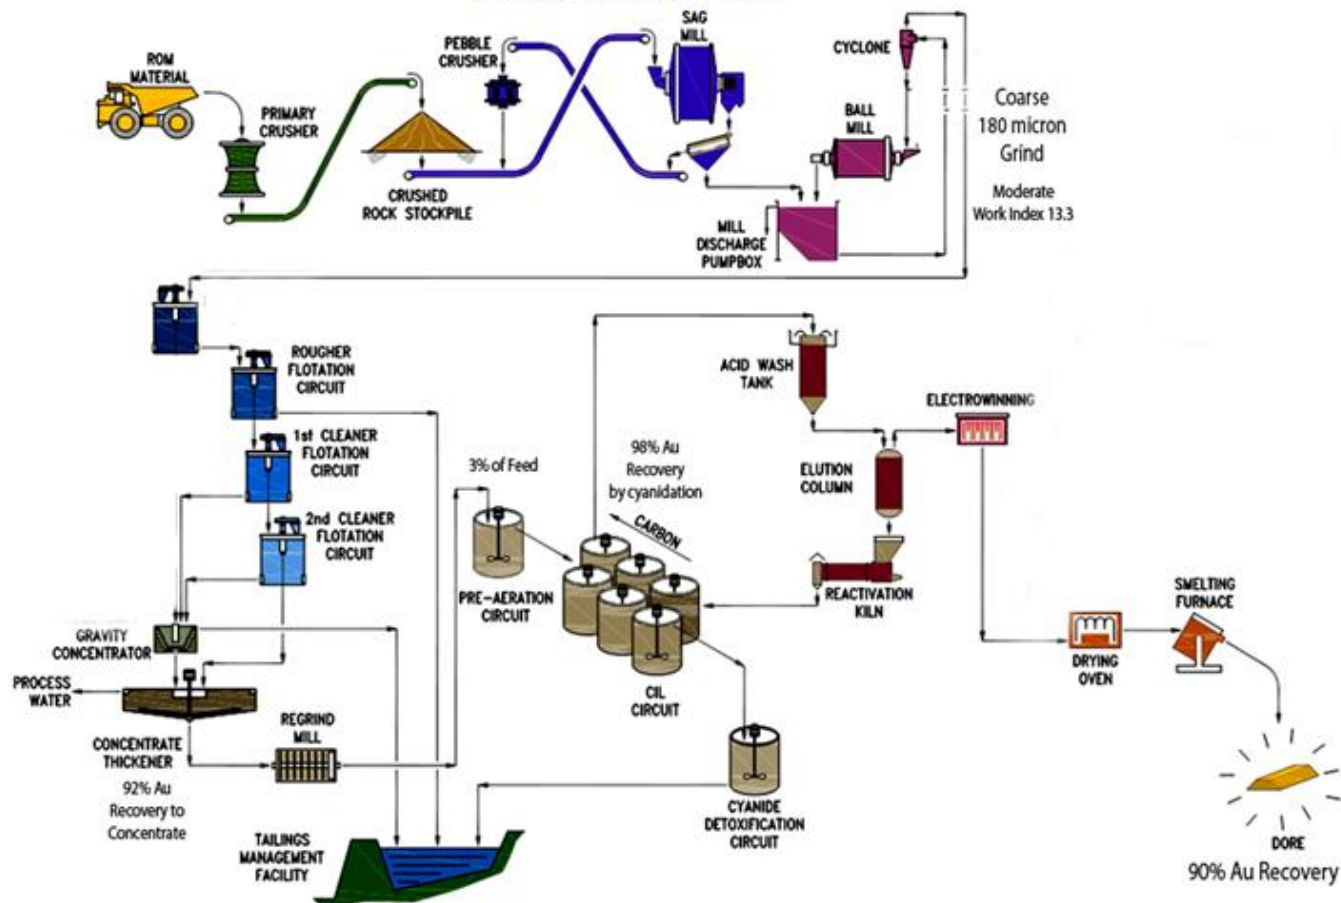 ROM
MATERIAL
PRIMARY
CRUSHER
CRUSHED
ROCK STOCKPILE
PEBBLE
CRUSHER
SAG
MILL
CYCLONE
BALL
MILL
MILL
DISCHARGE
PUMPBOX
Coarse
180 micron
Grind
Moderate
Work Index 13.3
ROUGHER
FLOTATION
CIRCUIT
1st CLEANER
FLOTATION
CIRCUIT
2nd CLEANER
FLOTATION
CIRCUIT
GRAVITY
CONCENTRATOR
PROCESS
WATER
CONCENTRATE
THICKENER
92% Au
Recovery to
Concentrate
REGRIND
MILL
3% of Feed
PRE-AERATION
CIRCUIT
98% Au
Recovery
by cyanidation
CARBON
CIL
CIRCUIT
ACID WASH
TANK
ELUTION
COLUMN
REACTIVATION
KILN
ELECTROWINNING
CYANIDE
DETOXIFICATION
CIRCUIT
TAILINGS
MANAGEMENT
FACILITY
DRYING
OVEN
SMELTING
FURNACE
DORE
90% Au Recovery